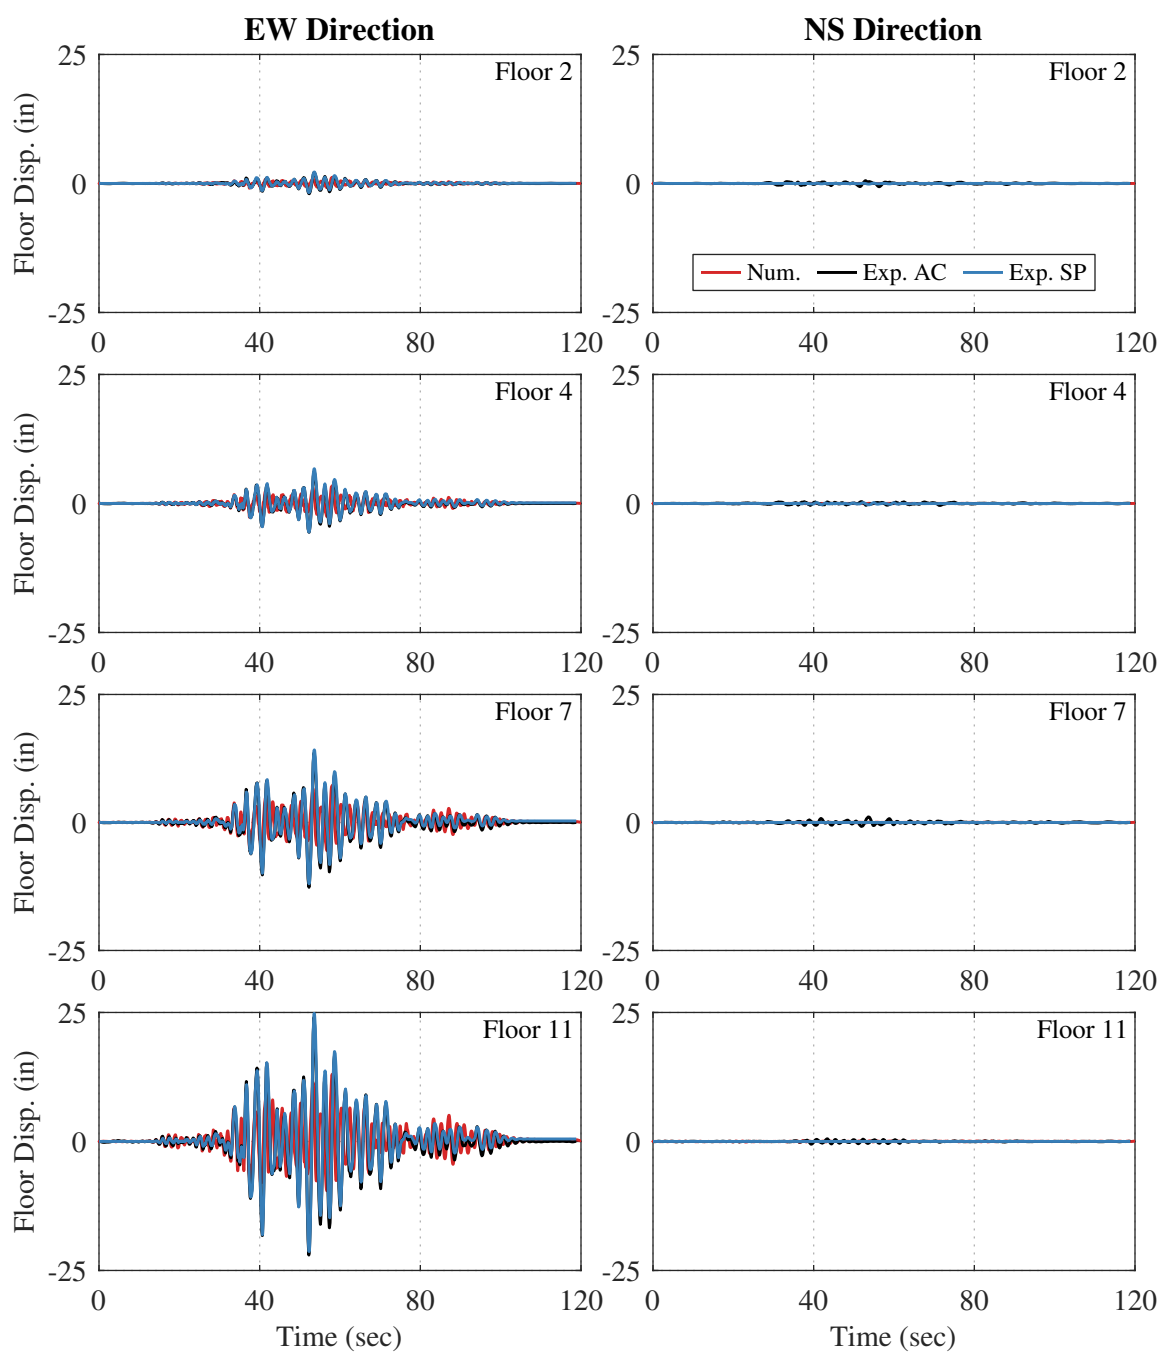 EW Direction
NS Direction
25
Floor 2
0
-25
0 40 80 120
Floor Disp. (in)
Floor 2
Num. Exp. AC Exp. SP
0 40 80 120
25
Floor 4
0
-25
0 40 80 120
Floor Disp. (in)
Floor 4
0 40 80 120
25
Floor 7
0
-25
0 40 80 120
Floor Disp. (in)
Floor 7
0 40 80 120
25
Floor 11
0
-25
0 40 80 120
Floor Disp. (in)
Time (sec)
Floor 11
0 40 80 120
Time (sec)
25
0
-25
25
0
-25
25
0
-25
25
0
-25